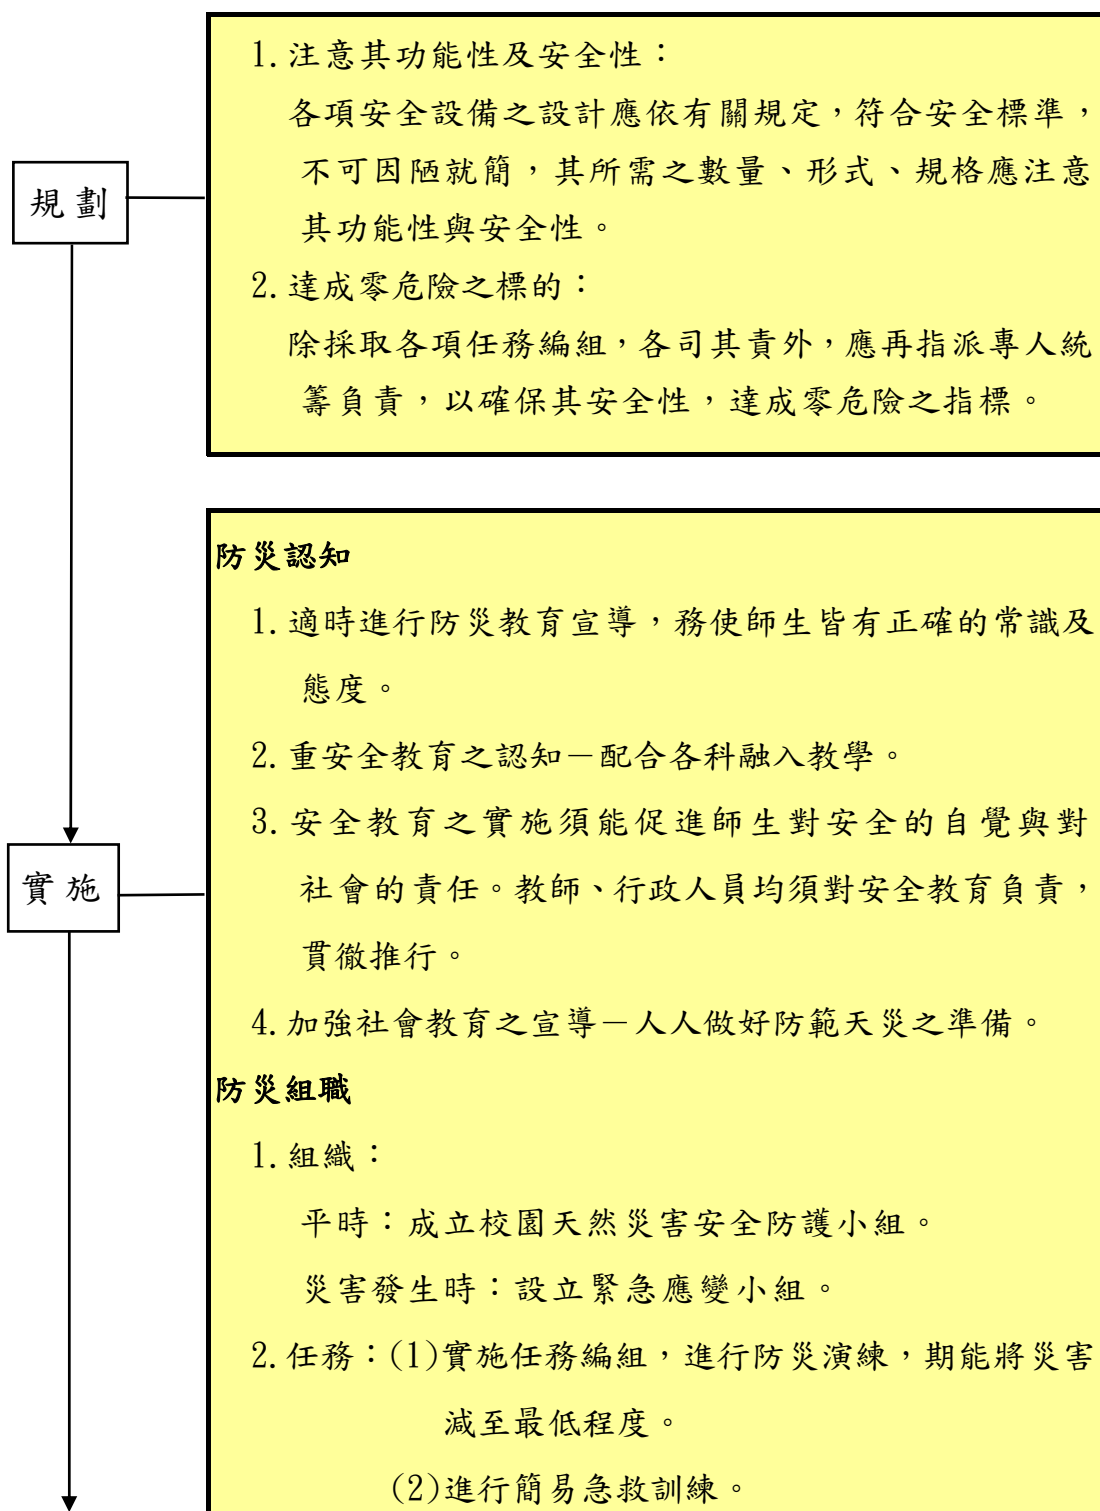 1.注意其功能性及安全性：
各項安全設備之設計應依有關規定，符合安全標準，
不可因陋就簡，其所需之數量、形式、規格應注意
其功能性與安全性。
2.達成零危險之標的：
除採取各項任務編組，各司其責外，應再指派專人統
籌負責，以確保其安全性，達成零危險之指標。
規劃
防災認知
1.適時進行防災教育宣導，務使師生皆有正確的常識及
態度。
2.重安全教育之認知－配合各科融入教學。
3.安全教育之實施須能促進師生對安全的自覺與對
社會的責任。教師、行政人員均須對安全教育負責，
貫徹推行。
4.加強社會教育之宣導－人人做好防範天災之準備。
實施
防災組職
1.組織：
平時：成立校園天然災害安全防護小組。
災害發生時：設立緊急應變小組。
2.任務：(1)實施任務編組，進行防災演練，期能將災害
減至最低程度。
(2)進行簡易急救訓練。